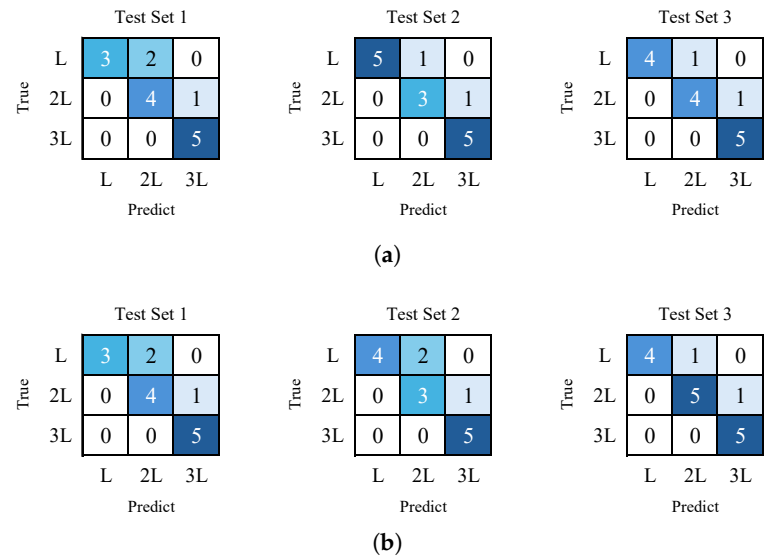 Test Set 1 Test Set 2 Test Set 3
L 3 2 0 L 5 1 0 L 4 1 0
True 2L 0 4 1 True 2L 0 3 1 True 2L 0 4 1
3L 0 0 5 3L 0 0 5 3L 0 0 5
L 2L 3L L 2L 3L L 2L 3L
Predict Predict Predict
(a)
Test Set 1 Test Set 2 Test Set 3
L 3 2 0 L 4 2 0 L 4 1 0
True 2L 0 4 1 True 2L 0 3 1 True 2L 0 5 1
3L 0 0 5 3L 0 0 5 3L 0 0 5
L 2L 3L L 2L 3L L 2L 3L
Predict Predict Predict
(b)